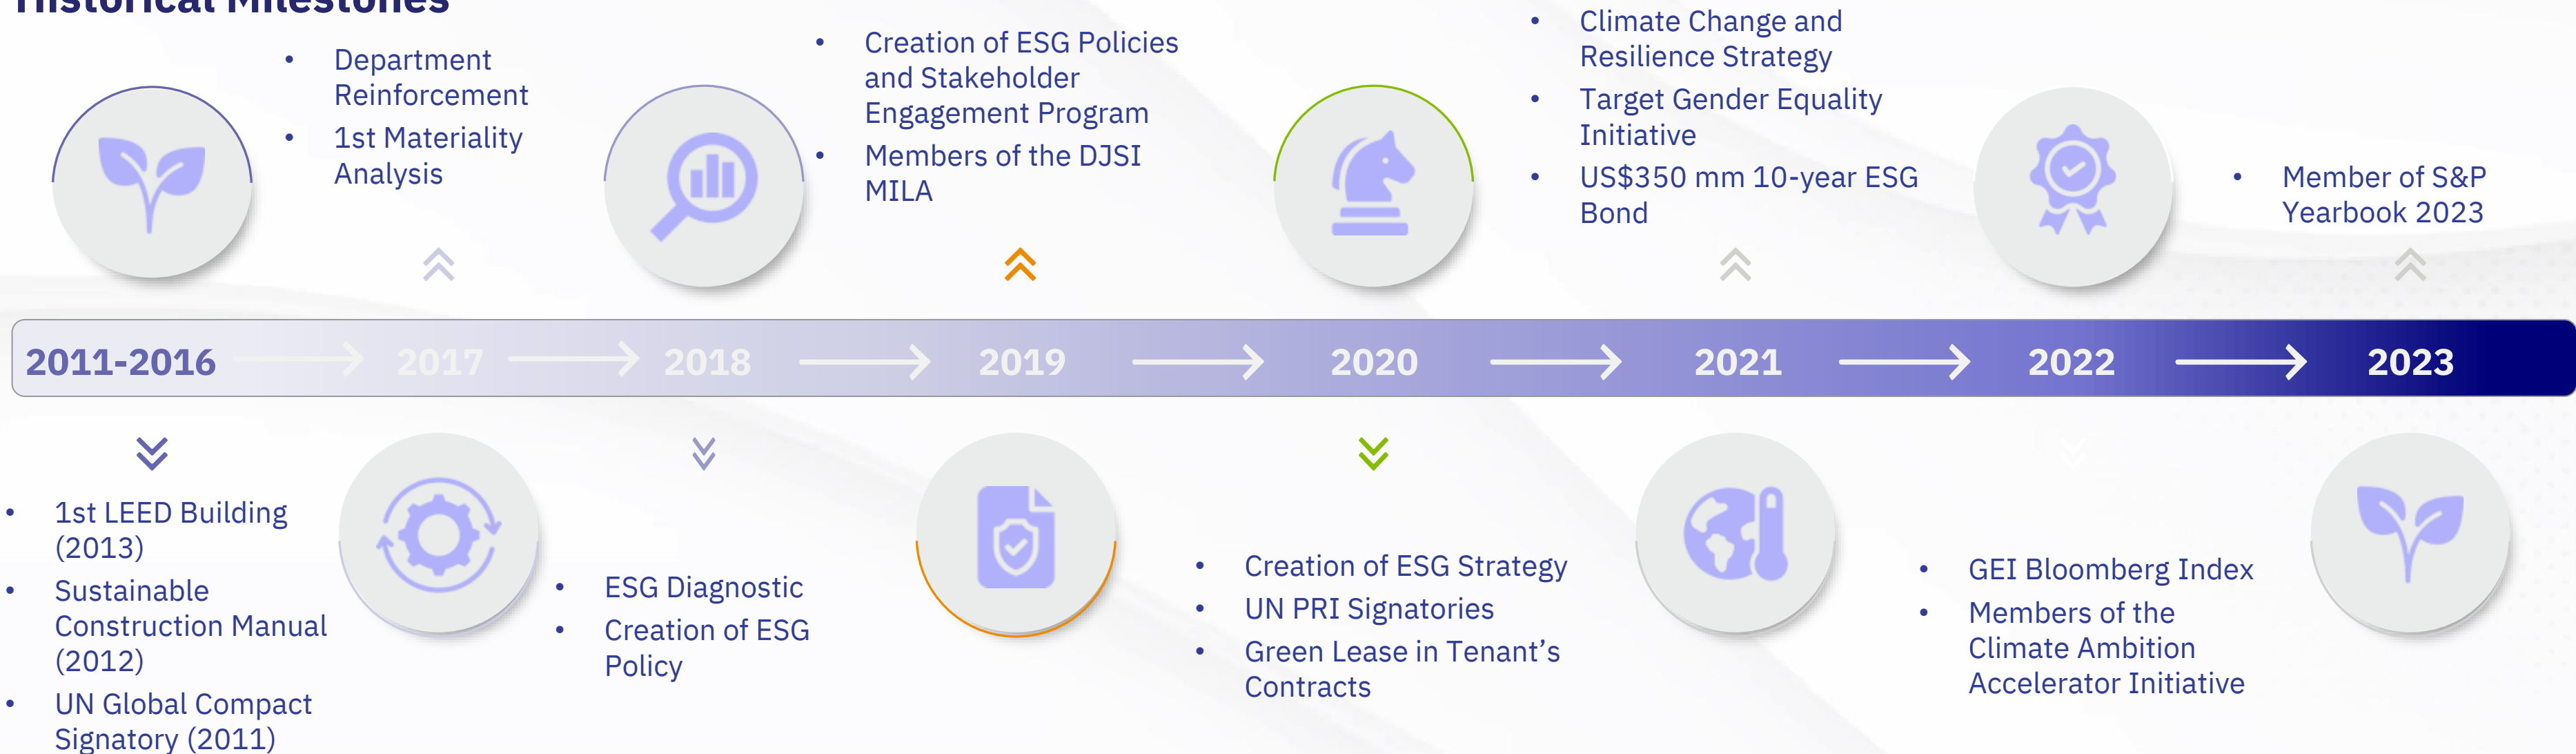 Historical Milestones
• Department
Reinforcement
• 1st Materiality
Analysis
• Creation of ESG Policies
and Stakeholder
Engagement Program
• Members of the DJSI
MILA
• Climate Change and
Resilience Strategy
• Target Gender Equality
Initiative
• US$350 mm 10-year ESG
Bond
• Member of S&P
Yearbook 2023
2011-2016 2017 2018 2019 2020 2021 2022 2023
• 1st LEED Building
(2013)
• Sustainable
Construction Manual
(2012)
• UN Global Compact
Signatory (2011)
• ESG Diagnostic
• Creation of ESG
Policy
• Creation of ESG Strategy
• UN PRI Signatories
• Green Lease in Tenant’s
Contracts
• GEI Bloomberg Index
• Members of the
Climate Ambition
Accelerator Initiative